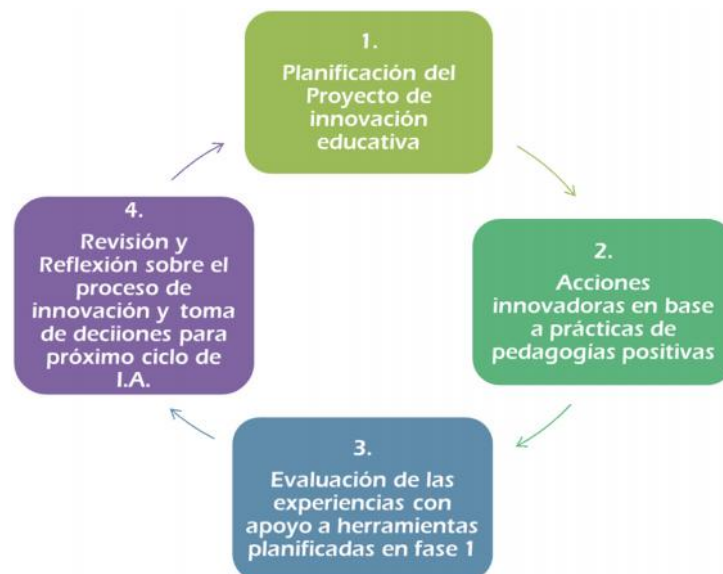 1.
Planificación del
Proyecto de
innovación
educativa
2.
Acciones
innovadoras en base
a prácticas de
pedagogías positivas
3.
Evaluación de las
experiencias con
apoyo a herramientas
planificadas en fase 1
4.
Revisión y
Reflexión sobre el
proceso de
innovación y toma
de deciiones para
próximo ciclo de
I.A.